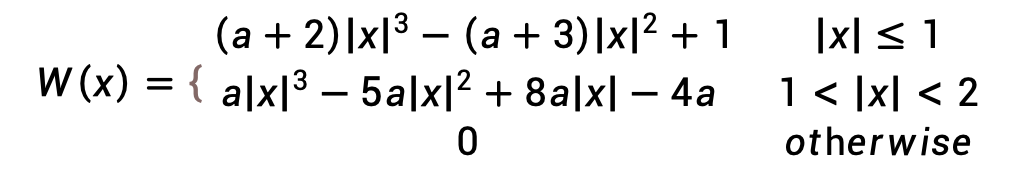 (a + 2)|x|³ − (a + 3)|x|² + 1 |x| ≤ 1
W(x) = { a|x|³ − 5a|x|² + 8a|x| − 4a 1 < |x| < 2
0 otherwise